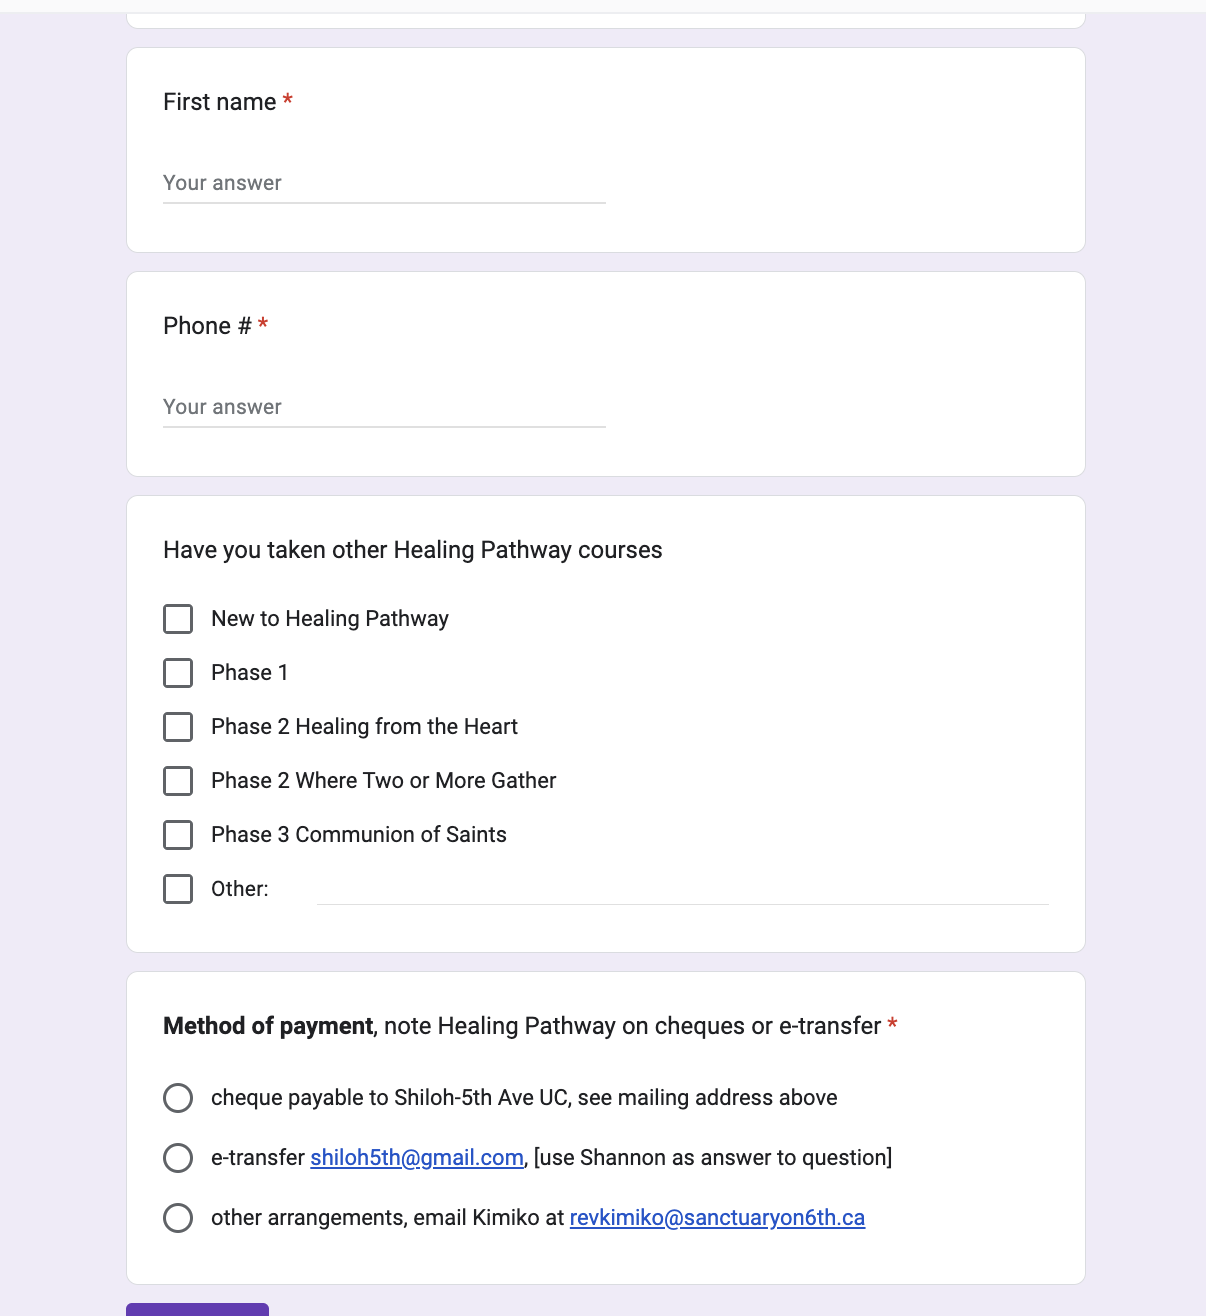 First name *
Your answer
Phone # *
Your answer
Have you taken other Healing Pathway courses
New to Healing Pathway
Phase 1
Phase 2 Healing from the Heart
Phase 2 Where Two or More Gather
Phase 3 Communion of Saints
Other:
Method of payment, note Healing Pathway on cheques or e-transfer *
cheque payable to Shiloh-5th Ave UC, see mailing address above
e-transfer shiloh5th@gmail.com, [use Shannon as answer to question]
other arrangements, email Kimiko at revkimiko@sanctuaryon6th.ca